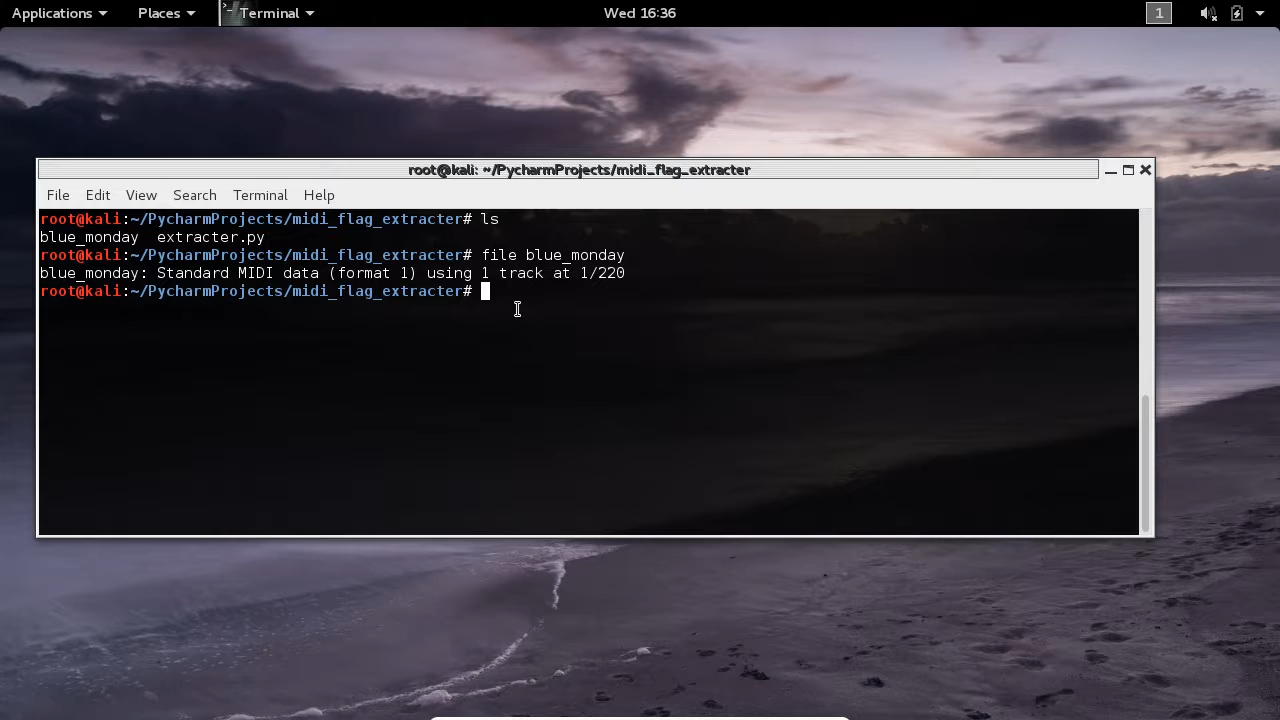 Applications Places Terminal Wed 16:36 1
root@kali: ~/PycharmProjects/midi_flag_extracter
File Edit View Search Terminal Help
root@kali:~/PycharmProjects/midi_flag_extracter# ls
blue_monday  extracter.py
root@kali:~/PycharmProjects/midi_flag_extracter# file blue_monday
blue_monday: Standard MIDI data (format 1) using 1 track at 1/220
root@kali:~/PycharmProjects/midi_flag_extracter#